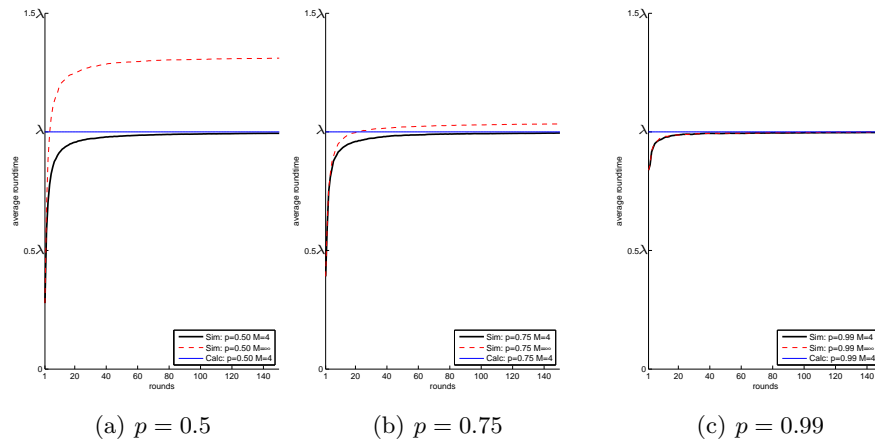 1.5λ
λ
0.5λ
0
average roundtime
1 20 40 60 80 100 120 140
rounds
Sim: p=0.50 M=4
Sim: p=0.50 M=∞
Calc: p=0.50 M=4
(a) p = 0.5
1.5λ
λ
0.5λ
0
average roundtime
1 20 40 60 80 100 120 140
rounds
Sim: p=0.75 M=4
Sim: p=0.75 M=∞
Calc: p=0.75 M=4
(b) p = 0.75
1.5λ
λ
0.5λ
0
average roundtime
1 20 40 60 80 100 120 140
rounds
Sim: p=0.99 M=4
Sim: p=0.99 M=∞
Calc: p=0.99 M=4
(c) p = 0.99